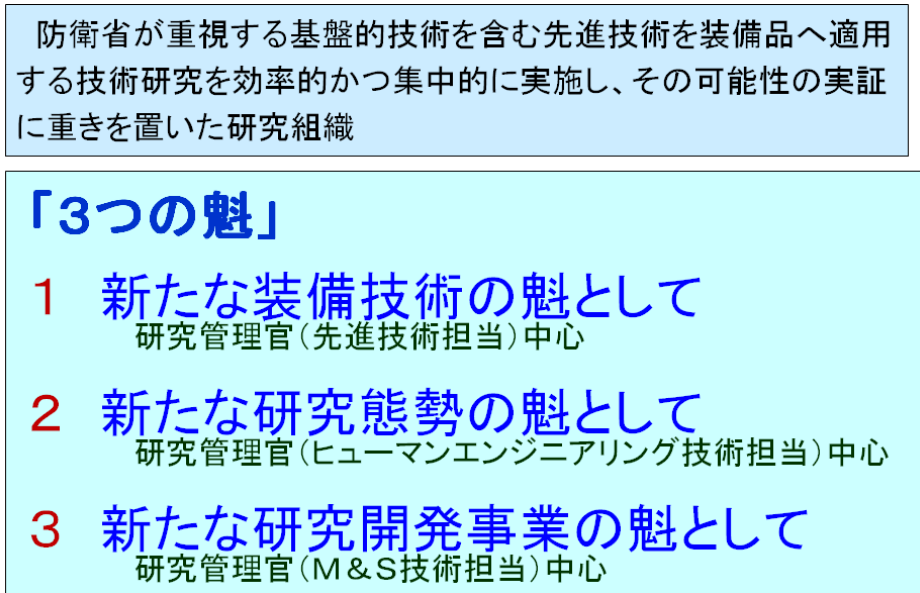 防衛省が重視する基盤的技術を含む先進技術を装備品へ適用
する技術研究を効率的かつ集中的に実施し、その可能性の実証
に重きを置いた研究組織
「3つの魁」
1 新たな装備技術の魁として
研究管理官(先進技術担当)中心
2 新たな研究態勢の魁として
研究管理官(ヒューマンエンジニアリング技術担当)中心
3 新たな研究開発事業の魁として
研究管理官(M&S技術担当)中心